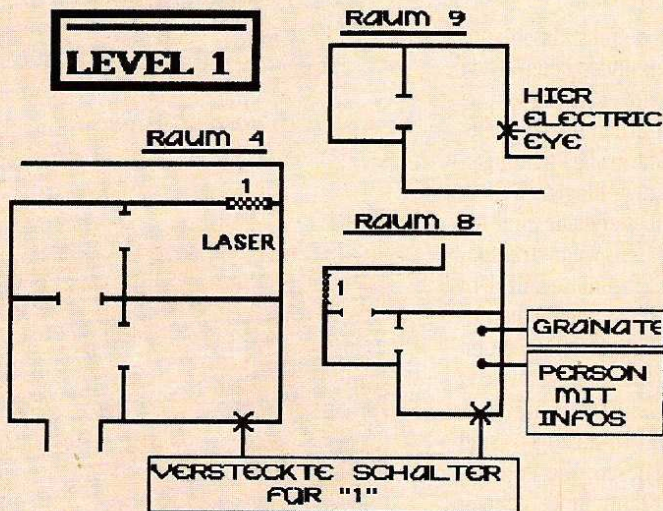 LEVEL 1
RAUM 9
HIER
ELECTRIC
EYE
RAUM 4
1
LASER
RAUM 8
1
GRANATE
PERSON
MIT
INFOS
VERSTECKTE SCHALTER
FÜR "1"